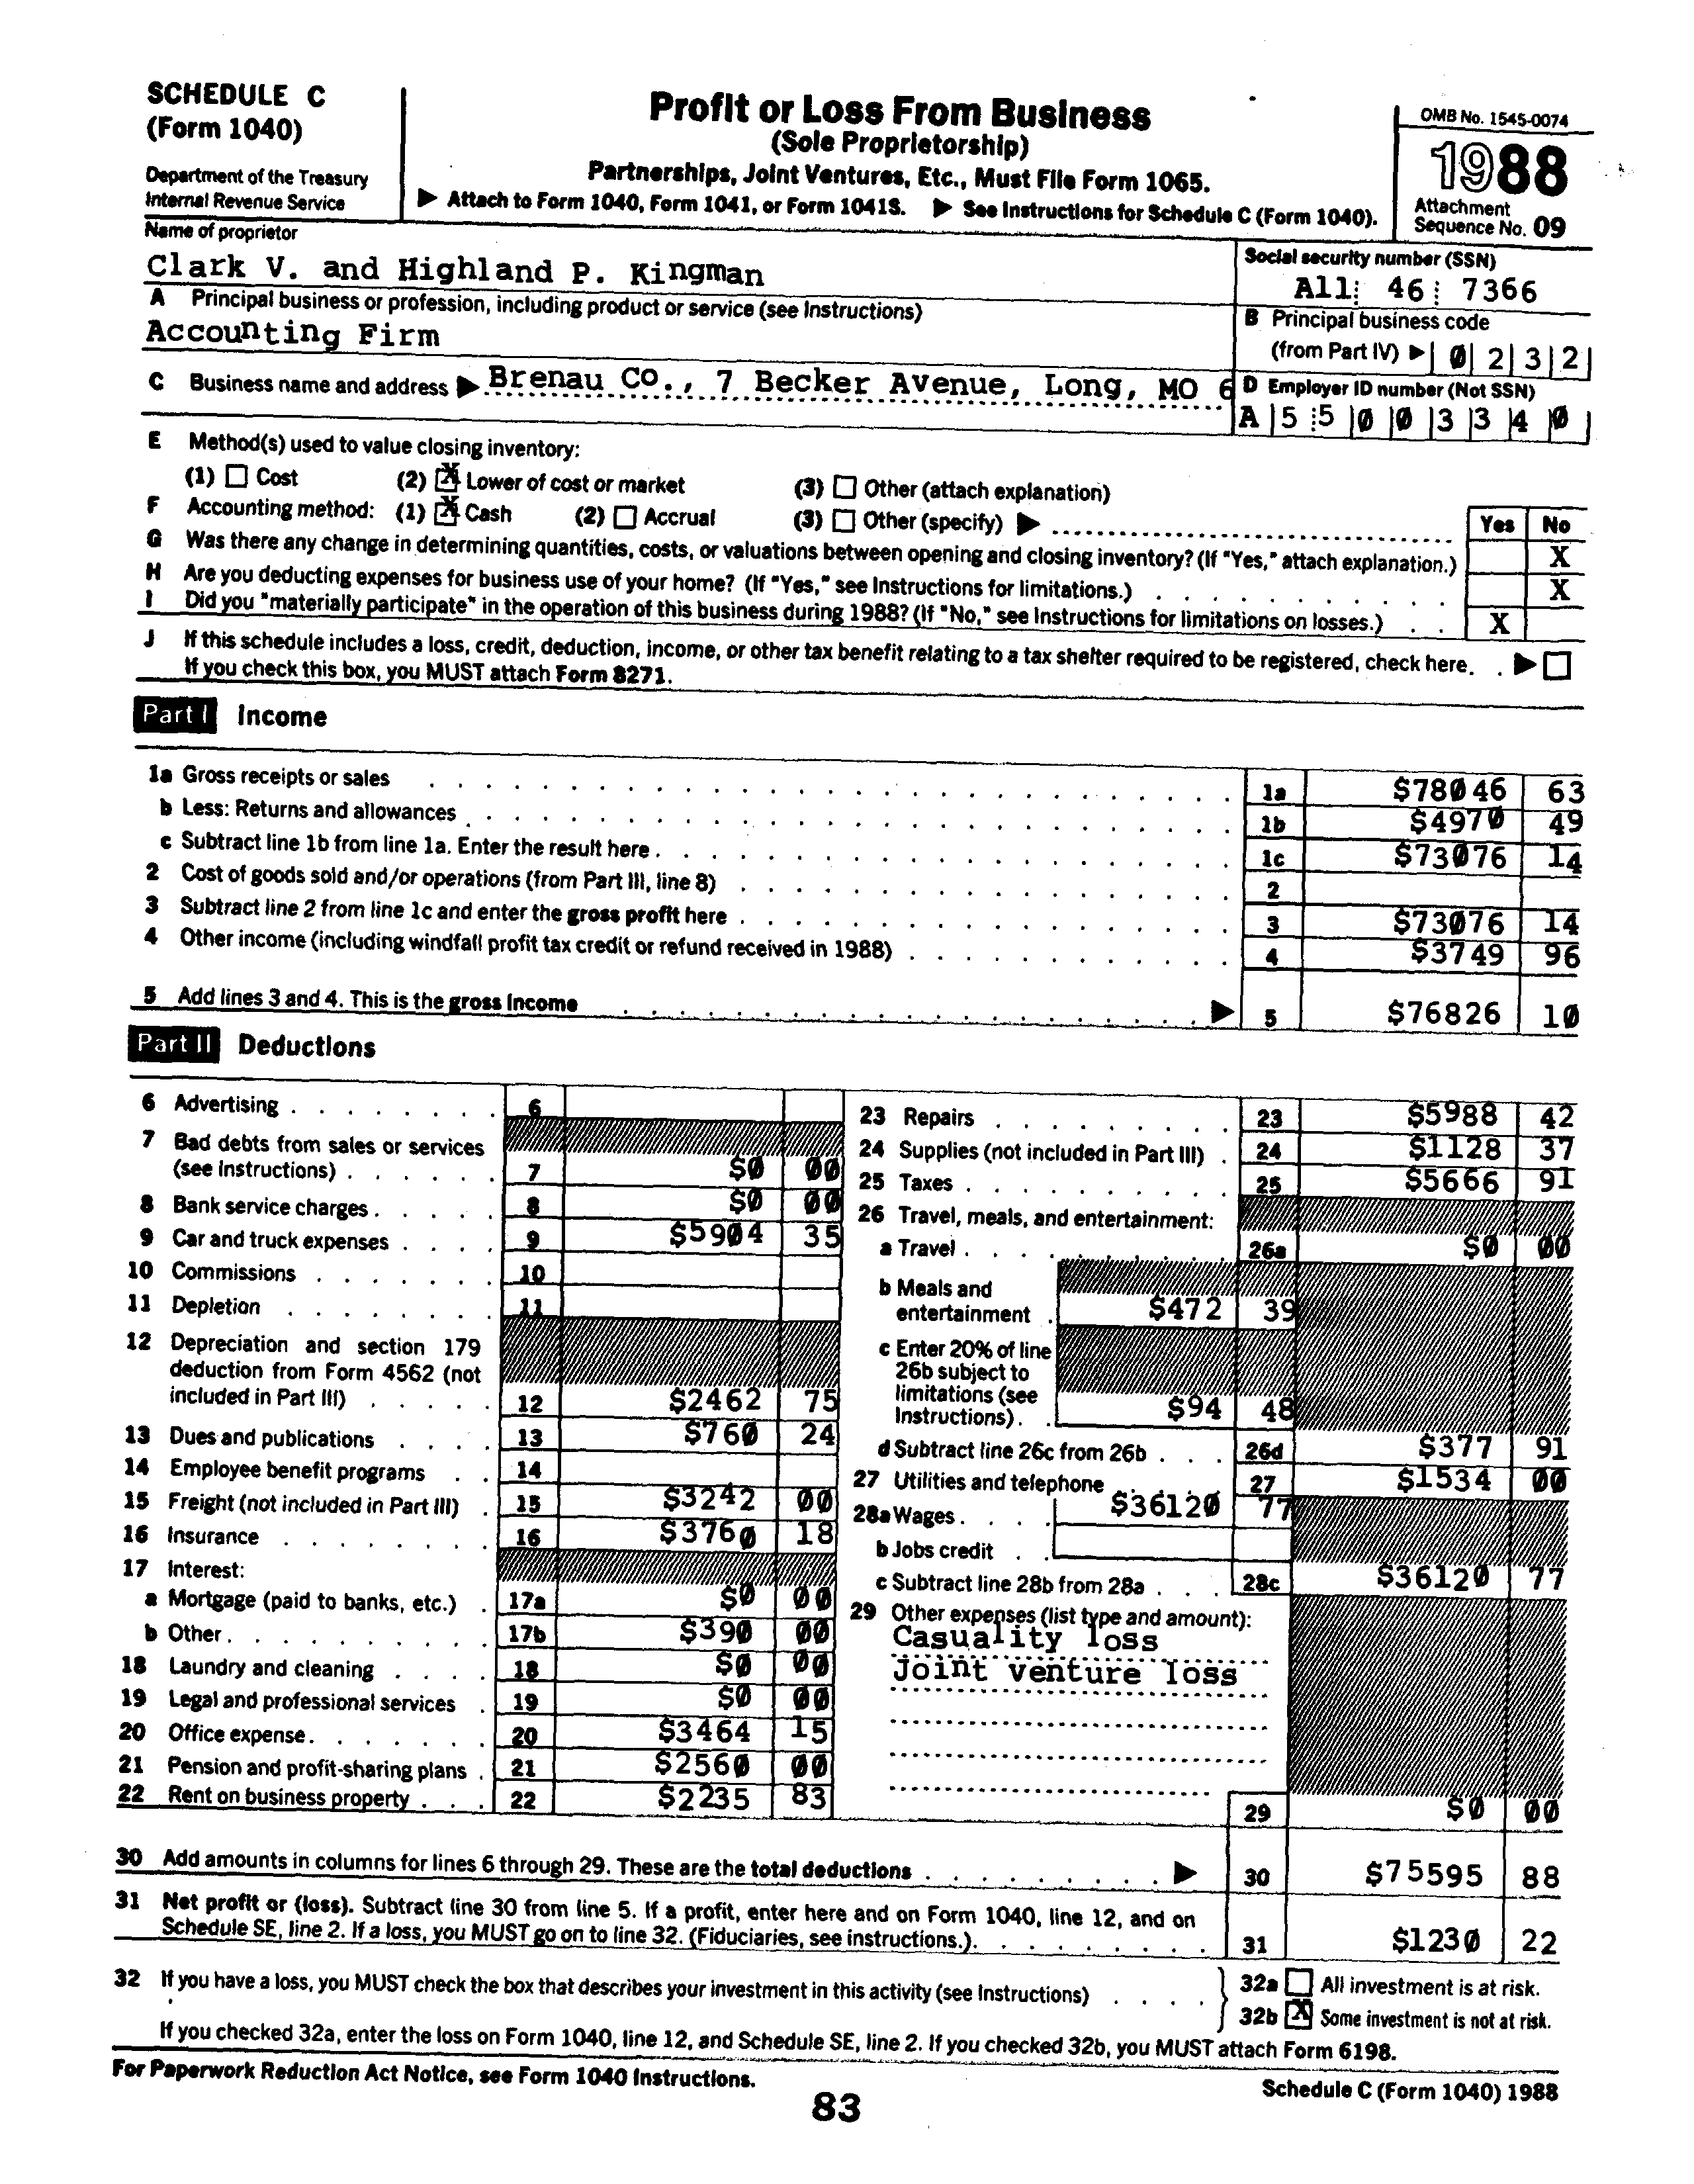 SCHEDULE C
(Form 1040)
Department of the Treasury
Internal Revenue Service
Profit or Loss From Business
(Sole Proprietorship)
Partnerships, Joint Ventures, Etc., Must File Form 1065.
▶ Attach to Form 1040, Form 1041, or Form 1041S. ▶ See Instructions for Schedule C (Form 1040).
OMB No. 1545-0074
1988
Attachment
Sequence No. 09
Name of proprietor
Clark V. and Highland P. Kingman
Social security number (SSN)
A11 46 7366
A Principal business or profession, including product or service (see Instructions)
Accounting Firm
B Principal business code
(from Part IV) ▶ 0 2 3 2
C Business name and address ▶ Brenau CO., 7 Becker Avenue, Long, MO 6
D Employer ID number (Not SSN)
A 5 5 0 0 3 3 4 0
E Method(s) used to value closing inventory:
(1) Cost (2) X Lower of cost or market (3) Other (attach explanation)
F Accounting method: (1) X Cash (2) Accrual (3) Other (specify) ▶
Yes No
G Was there any change in determining quantities, costs, or valuations between opening and closing inventory? (If "Yes," attach explanation.) X
H Are you deducting expenses for business use of your home? (If "Yes," see Instructions for limitations.) X
I Did you "materially participate" in the operation of this business during 1988? (If "No," see Instructions for limitations on losses.) X
J If this schedule includes a loss, credit, deduction, income, or other tax benefit relating to a tax shelter required to be registered, check here. ▶
If you check this box, you MUST attach Form 8271.
Part I Income
1a Gross receipts or sales 1a $78046 63
b Less: Returns and allowances 1b $4970 49
c Subtract line 1b from line 1a. Enter the result here. 1c $73076 14
2 Cost of goods sold and/or operations (from Part III, line 8) 2
3 Subtract line 2 from line 1c and enter the gross profit here 3 $73076 14
4 Other income (including windfall profit tax credit or refund received in 1988) 4 $3749 96
5 Add lines 3 and 4. This is the gross income ▶ 5 $76826 10
Part II Deductions
6 Advertising 6
7 Bad debts from sales or services
(see Instructions) 7 $0 00
8 Bank service charges 8 $0 00
9 Car and truck expenses 9 $5904 35
10 Commissions 10
11 Depletion 11
12 Depreciation and section 179
deduction from Form 4562 (not
included in Part III) 12 $2462 75
13 Dues and publications 13 $760 24
14 Employee benefit programs 14
15 Freight (not included in Part III) 15 $3242 00
16 Insurance 16 $3760 18
17 Interest:
a Mortgage (paid to banks, etc.) 17a $0 00
b Other 17b $390 00
18 Laundry and cleaning 18 $0 00
19 Legal and professional services 19 $0 00
20 Office expense 20 $3464 15
21 Pension and profit-sharing plans 21 $2560 00
22 Rent on business property 22 $2235 83
23 Repairs 23 $5988 42
24 Supplies (not included in Part III) 24 $1128 37
25 Taxes 25 $5666 91
26 Travel, meals, and entertainment:
a Travel 26a $0 00
b Meals and
entertainment $472 39
c Enter 20% of line
26b subject to
limitations (see
Instructions). $94 48
d Subtract line 26c from 26b 26d $377 91
27 Utilities and telephone 27 $1534 00
28a Wages $36120 77
b Jobs credit
c Subtract line 28b from 28a 28c $36120 77
29 Other expenses (list type and amount):
Casuality loss
Joint venture loss
29 $0 00
30 Add amounts in columns for lines 6 through 29. These are the total deductions ▶ 30 $75595 88
31 Net profit or (loss). Subtract line 30 from line 5. If a profit, enter here and on Form 1040, line 12, and on
Schedule SE, line 2. If a loss, you MUST go on to line 32. (Fiduciaries, see instructions.) 31 $1230 22
32 If you have a loss, you MUST check the box that describes your investment in this activity (see Instructions)
32a All investment is at risk.
32b X Some investment is not at risk.
If you checked 32a, enter the loss on Form 1040, line 12, and Schedule SE, line 2. If you checked 32b, you MUST attach Form 6198.
For Paperwork Reduction Act Notice, see Form 1040 Instructions.
Schedule C (Form 1040) 1988
83